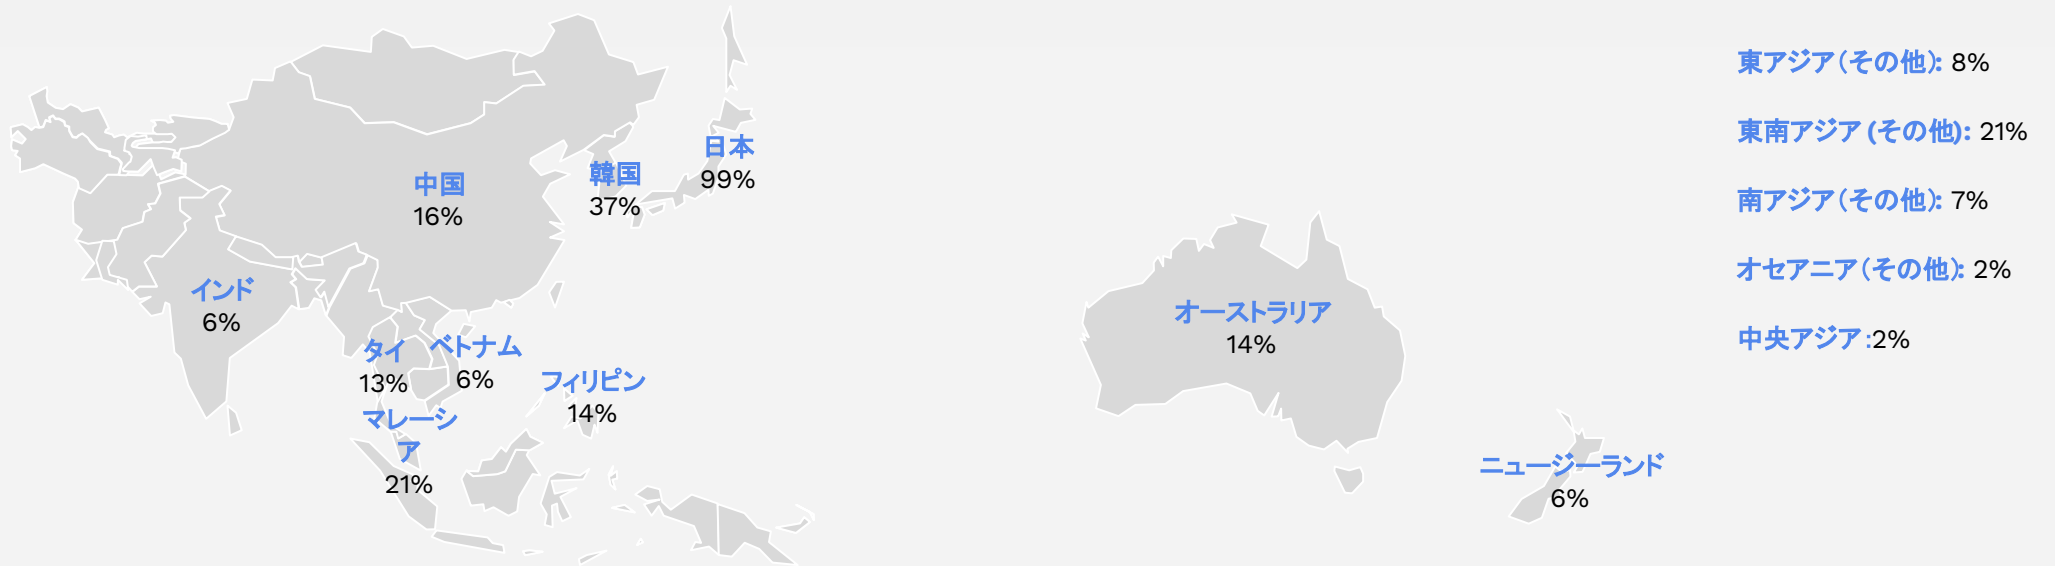 日本
99%
韓国
37%
中国
16%
インド
6%
タイ
13%
ベトナム
6%
フィリピン
14%
マレーシ
ア
21%
オーストラリア
14%
ニュージーランド
6%
東アジア（その他）: 8%
東南アジア (その他): 21%
南アジア（その他）: 7%
オセアニア（その他）: 2%
中央アジア :2%